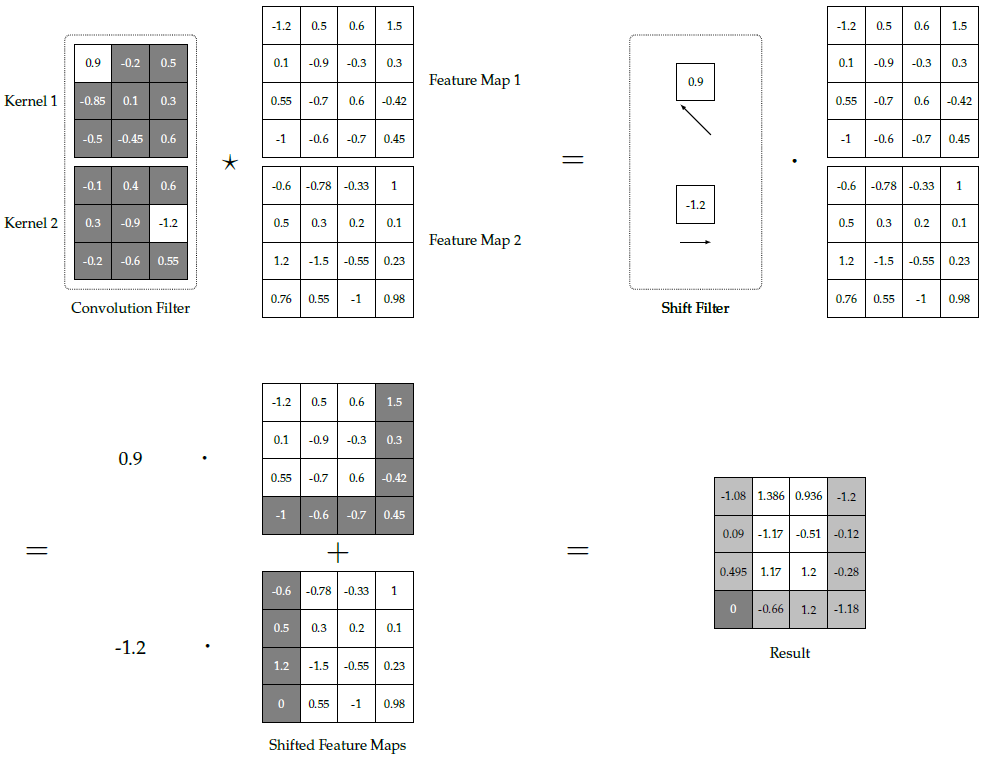 Kernel 1
0.9 -0.2 0.5
-0.85 0.1 0.3
-0.5 -0.45 0.6
Kernel 2
-0.1 0.4 0.6
0.3 -0.9 -1.2
-0.2 -0.6 0.55
Convolution Filter
⋆
-1.2 0.5 0.6 1.5
0.1 -0.9 -0.3 0.3
0.55 -0.7 0.6 -0.42
-1 -0.6 -0.7 0.45
Feature Map 1
-0.6 -0.78 -0.33 1
0.5 0.3 0.2 0.1
1.2 -1.5 -0.55 0.23
0.76 0.55 -1 0.98
Feature Map 2
=
0.9
-1.2
Shift Filter
·
-1.2 0.5 0.6 1.5
0.1 -0.9 -0.3 0.3
0.55 -0.7 0.6 -0.42
-1 -0.6 -0.7 0.45
-0.6 -0.78 -0.33 1
0.5 0.3 0.2 0.1
1.2 -1.5 -0.55 0.23
0.76 0.55 -1 0.98
=
0.9 ·
-1.2 0.5 0.6 1.5
0.1 -0.9 -0.3 0.3
0.55 -0.7 0.6 -0.42
-1 -0.6 -0.7 0.45
+
-1.2 ·
-0.6 -0.78 -0.33 1
0.5 0.3 0.2 0.1
1.2 -1.5 -0.55 0.23
0 0.55 -1 0.98
Shifted Feature Maps
=
-1.08 1.386 0.936 -1.2
0.09 -1.17 -0.51 -0.12
0.495 1.17 1.2 -0.28
0 -0.66 1.2 -1.18
Result